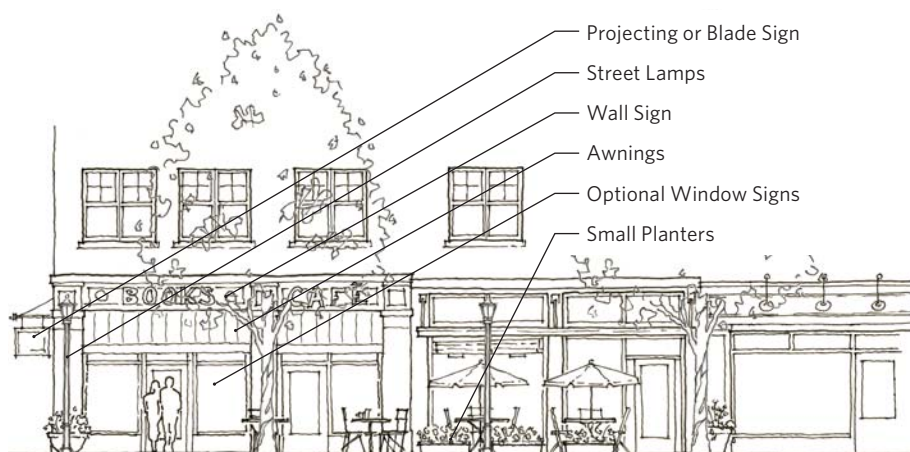 Projecting or Blade Sign
Street Lamps
Wall Sign
Awnings
Optional Window Signs
Small Planters
BOOKS CAFE